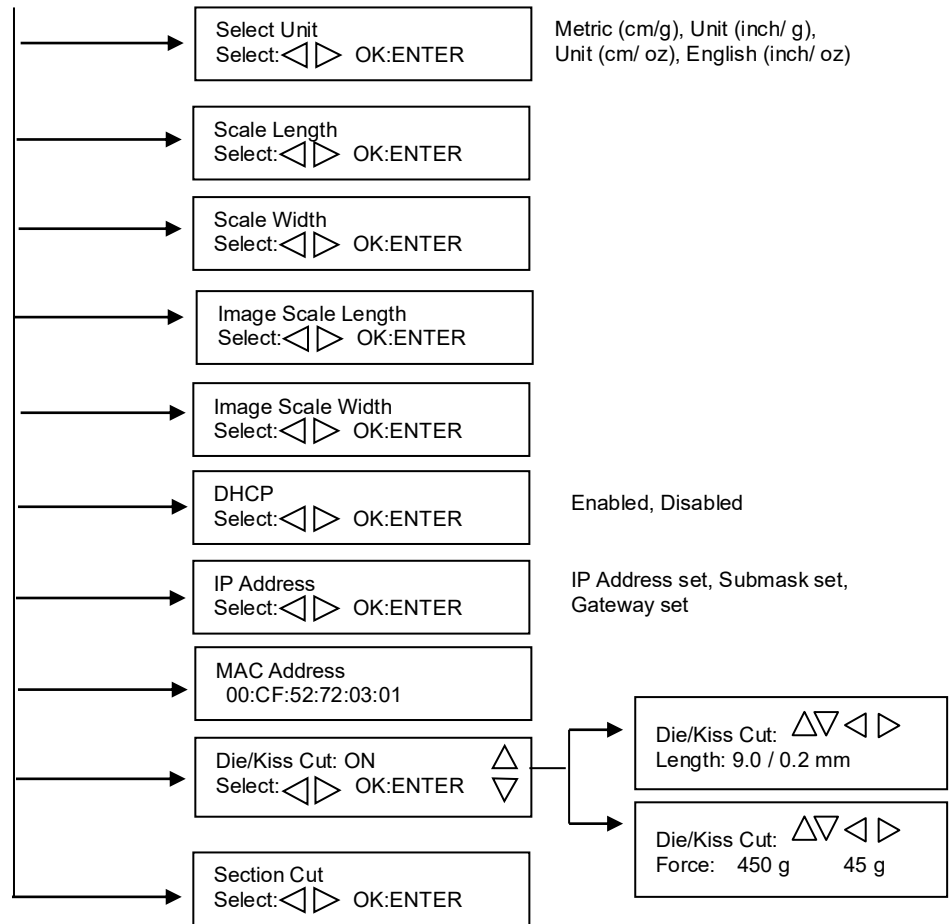 Select Unit
Select:◁ ▷ OK:ENTER
Metric (cm/g), Unit (inch/ g),
Unit (cm/ oz), English (inch/ oz)
Scale Length
Select:◁ ▷ OK:ENTER
Scale Width
Select:◁ ▷ OK:ENTER
Image Scale Length
Select:◁ ▷ OK:ENTER
Image Scale Width
Select:◁ ▷ OK:ENTER
DHCP
Select:◁ ▷ OK:ENTER
Enabled, Disabled
IP Address
Select:◁ ▷ OK:ENTER
IP Address set, Submask set,
Gateway set
MAC Address
00:CF:52:72:03:01
Die/Kiss Cut: ON △
Select:◁ ▷ OK:ENTER ▽
Die/Kiss Cut: △▽ ◁ ▷
Length: 9.0 / 0.2 mm
Die/Kiss Cut: △▽ ◁ ▷
Force: 450 g 45 g
Section Cut
Select:◁ ▷ OK:ENTER